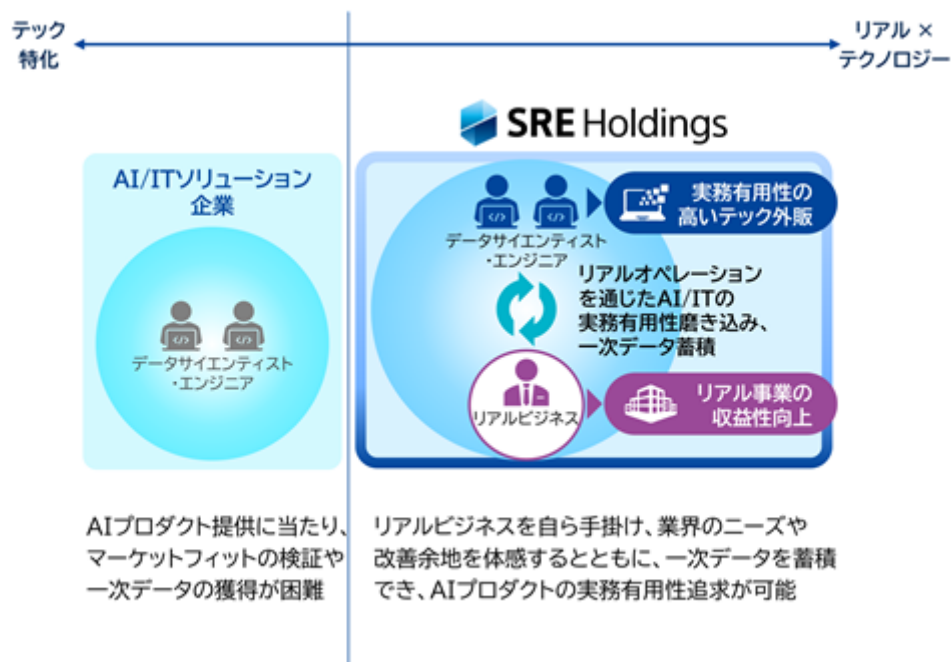 テック
特化
リアル ×
テクノロジー
SRE Holdings
AI/ITソリューション
企業
データサイエンティスト
・エンジニア
データサイエンティスト
・エンジニア
実務有用性の
高いテック外販
リアルオペレーション
を通じたAI/ITの
実務有用性磨き込み、
一次データ蓄積
リアルビジネス
リアル事業の
収益性向上
AIプロダクト提供に当たり、
マーケットフィットの検証や
一次データの獲得が困難
リアルビジネスを自ら手掛け、業界のニーズや
改善余地を体感するとともに、一次データを蓄積
でき、AIプロダクトの実務有用性追求が可能